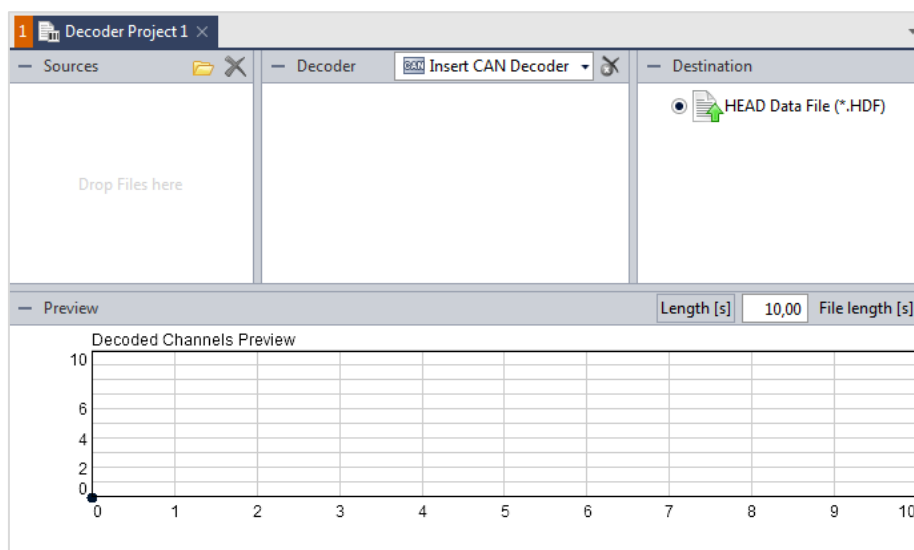 1 Decoder Project 1
Sources
Decoder
CAN Insert CAN Decoder
Destination
HEAD Data File (*.HDF)
Drop Files here
Preview
Length [s] 10,00 File length [s]
Decoded Channels Preview
10
6
4
2
0
0 1 2 3 4 5 6 7 8 9 10